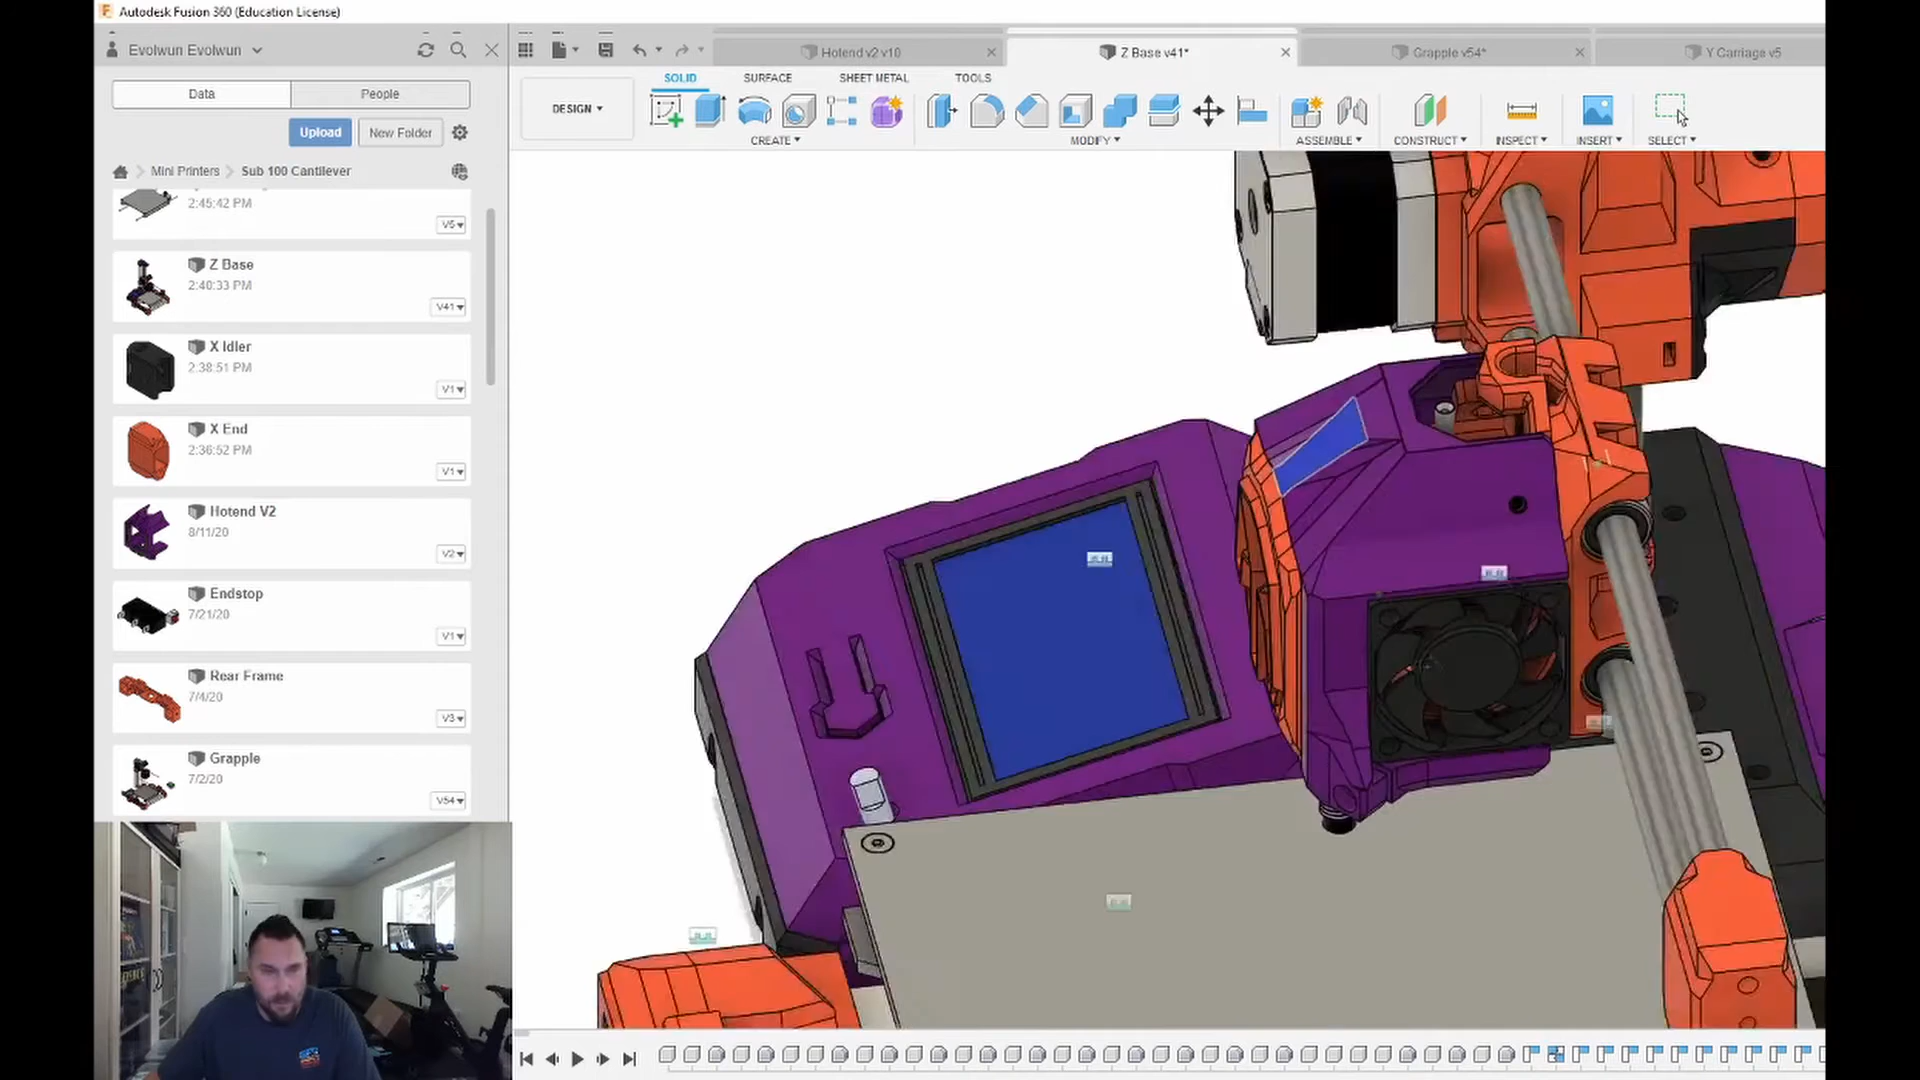 Autodesk Fusion 360 (Education License)
Evolwun Evolwun
Hotend v2 v10
Z Base v41*
Grapple v54*
Y Carriage v5
SOLID
SURFACE
SHEET METAL
TOOLS
DESIGN
CREATE
MODIFY
ASSEMBLE
CONSTRUCT
INSPECT
INSERT
SELECT
Data
People
Upload
New Folder
Mini Printers
Sub 100 Cantilever
2:45:42 PM
V5
Z Base
2:40:33 PM
V41
X Idler
2:38:51 PM
V1
X End
2:36:52 PM
V1
Hotend V2
8/11/20
V2
Endstop
7/21/20
V1
Rear Frame
7/4/20
V3
Grapple
7/2/20
V54